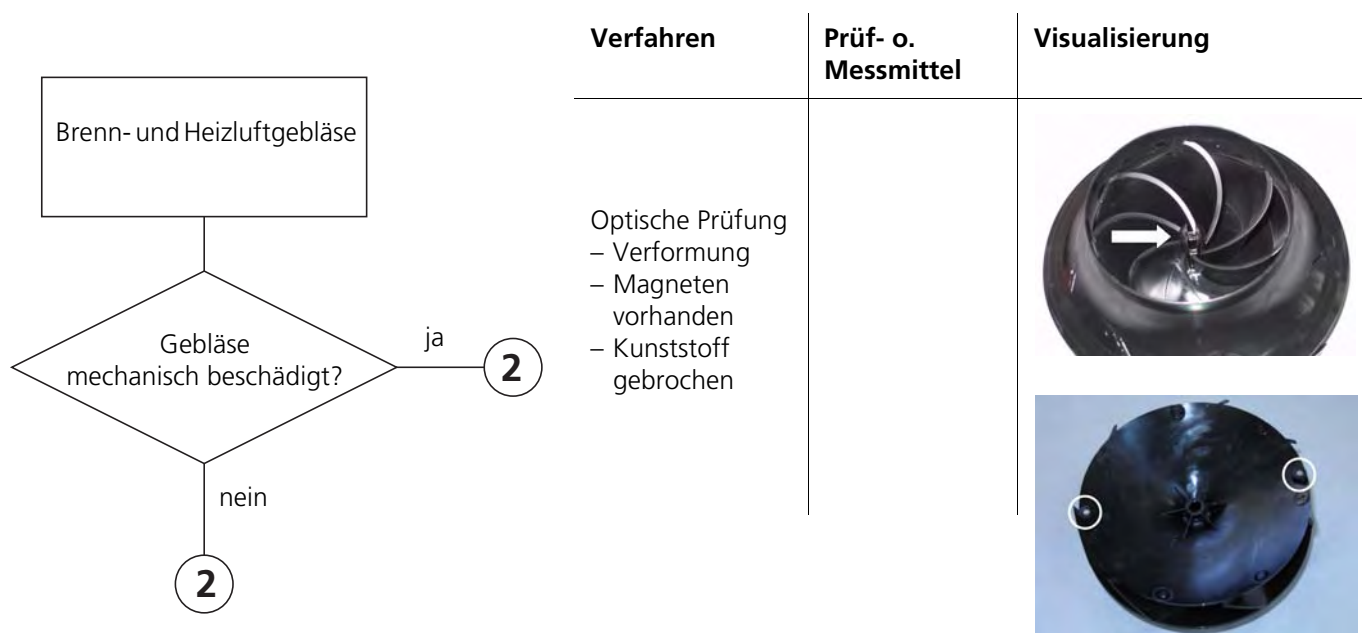 Brenn- und Heizluftgebläse
Gebläse
mechanisch beschädigt?
ja
2
nein
2
Verfahren
Prüf- o.
Messmittel
Visualisierung
Optische Prüfung
– Verformung
– Magneten
vorhanden
– Kunststoff
gebrochen